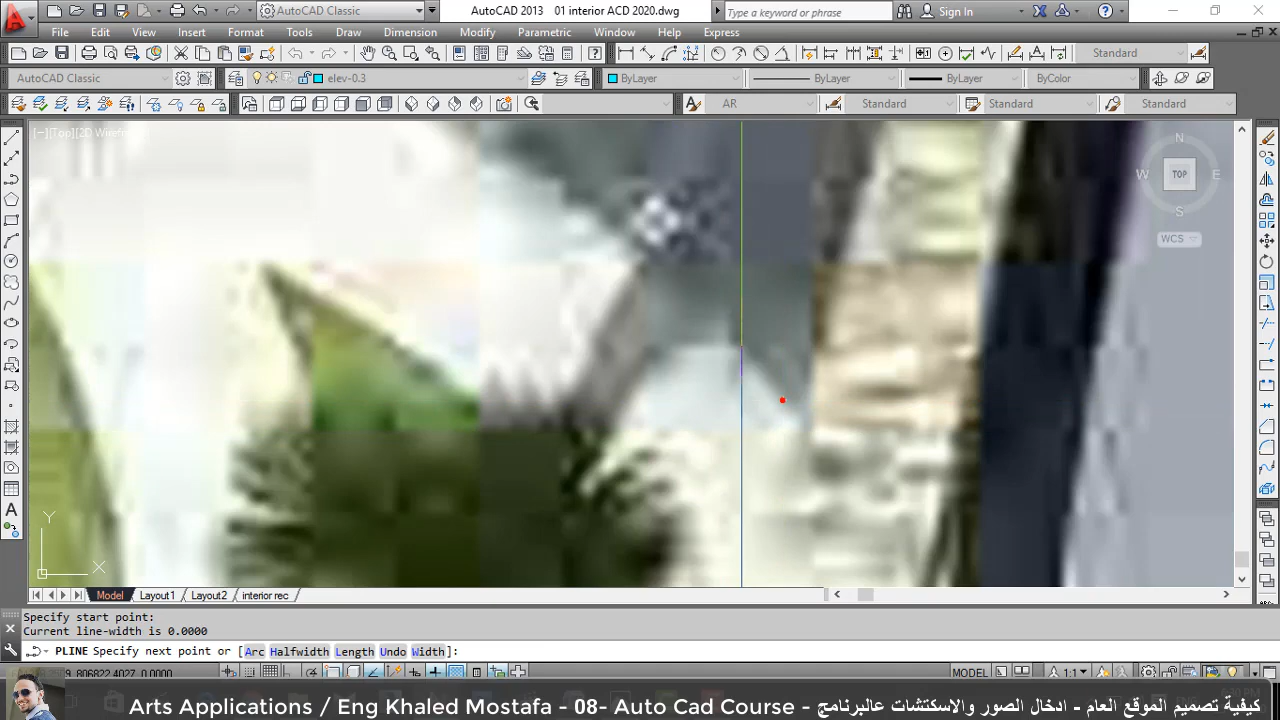 AutoCAD Classic
AutoCAD 2013 01 interior ACD 2020.dwg
Type a keyword or phrase
Sign In
File Edit View Insert Format Tools Draw Dimension Modify Parametric Window Help Express
Standard
AutoCAD Classic
elev-0.3
ByLayer
ByLayer
ByLayer
ByColor
AR
Standard
Standard
Standard
[−][Top][2D Wirefr
N
W TOP E
S
WCS
Y
X
Model Layout1 Layout2 interior rec
Specify start point:
Current line-width is 0.0000
PLINE Specify next point or [Arc Halfwidth Length Undo Width]:
MODEL
1:1
Arts Applications / Eng Khaled Mostafa - 08- Auto Cad Course - كيفية تصميم الموقع العام - ادخال الصور والاسكتشات عالبرنامج